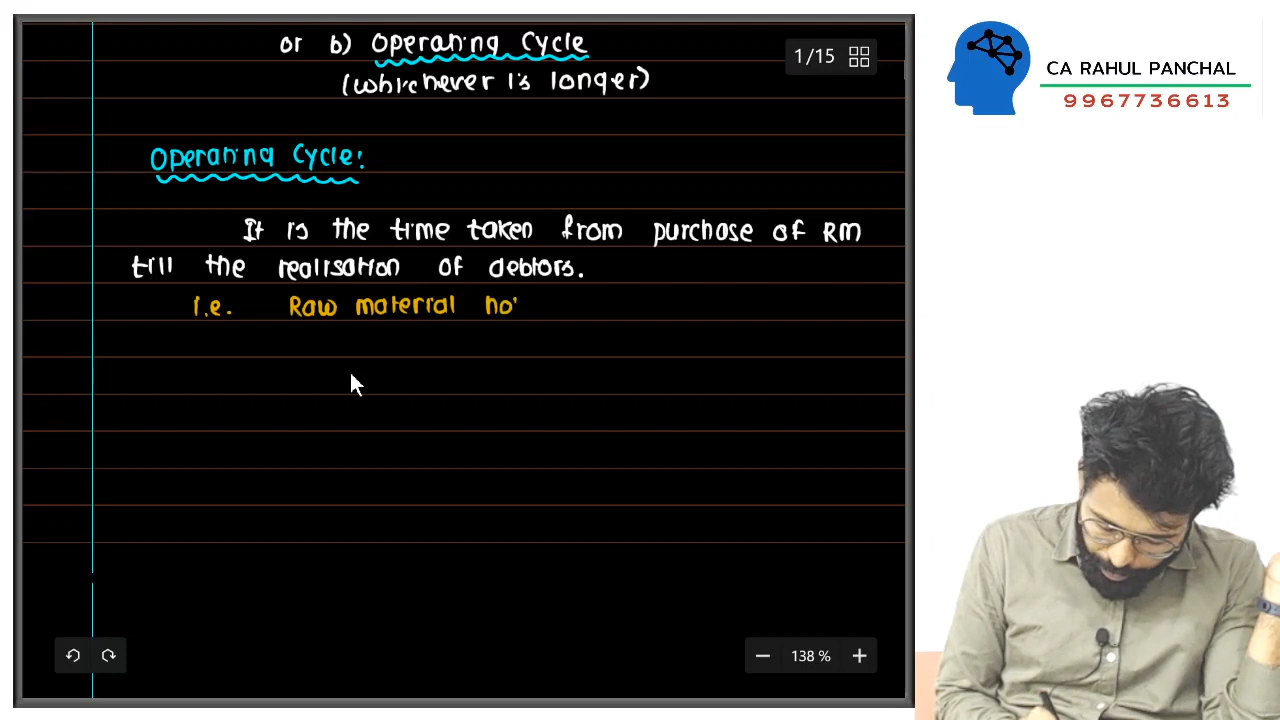 or b) Operating Cycle
(whichever is longer)
1/15
CA RAHUL PANCHAL
9967736613
Operating Cycle:
It is the time taken from purchase of RM
till the realisation of debtors.
i.e. Raw material ho
138 %